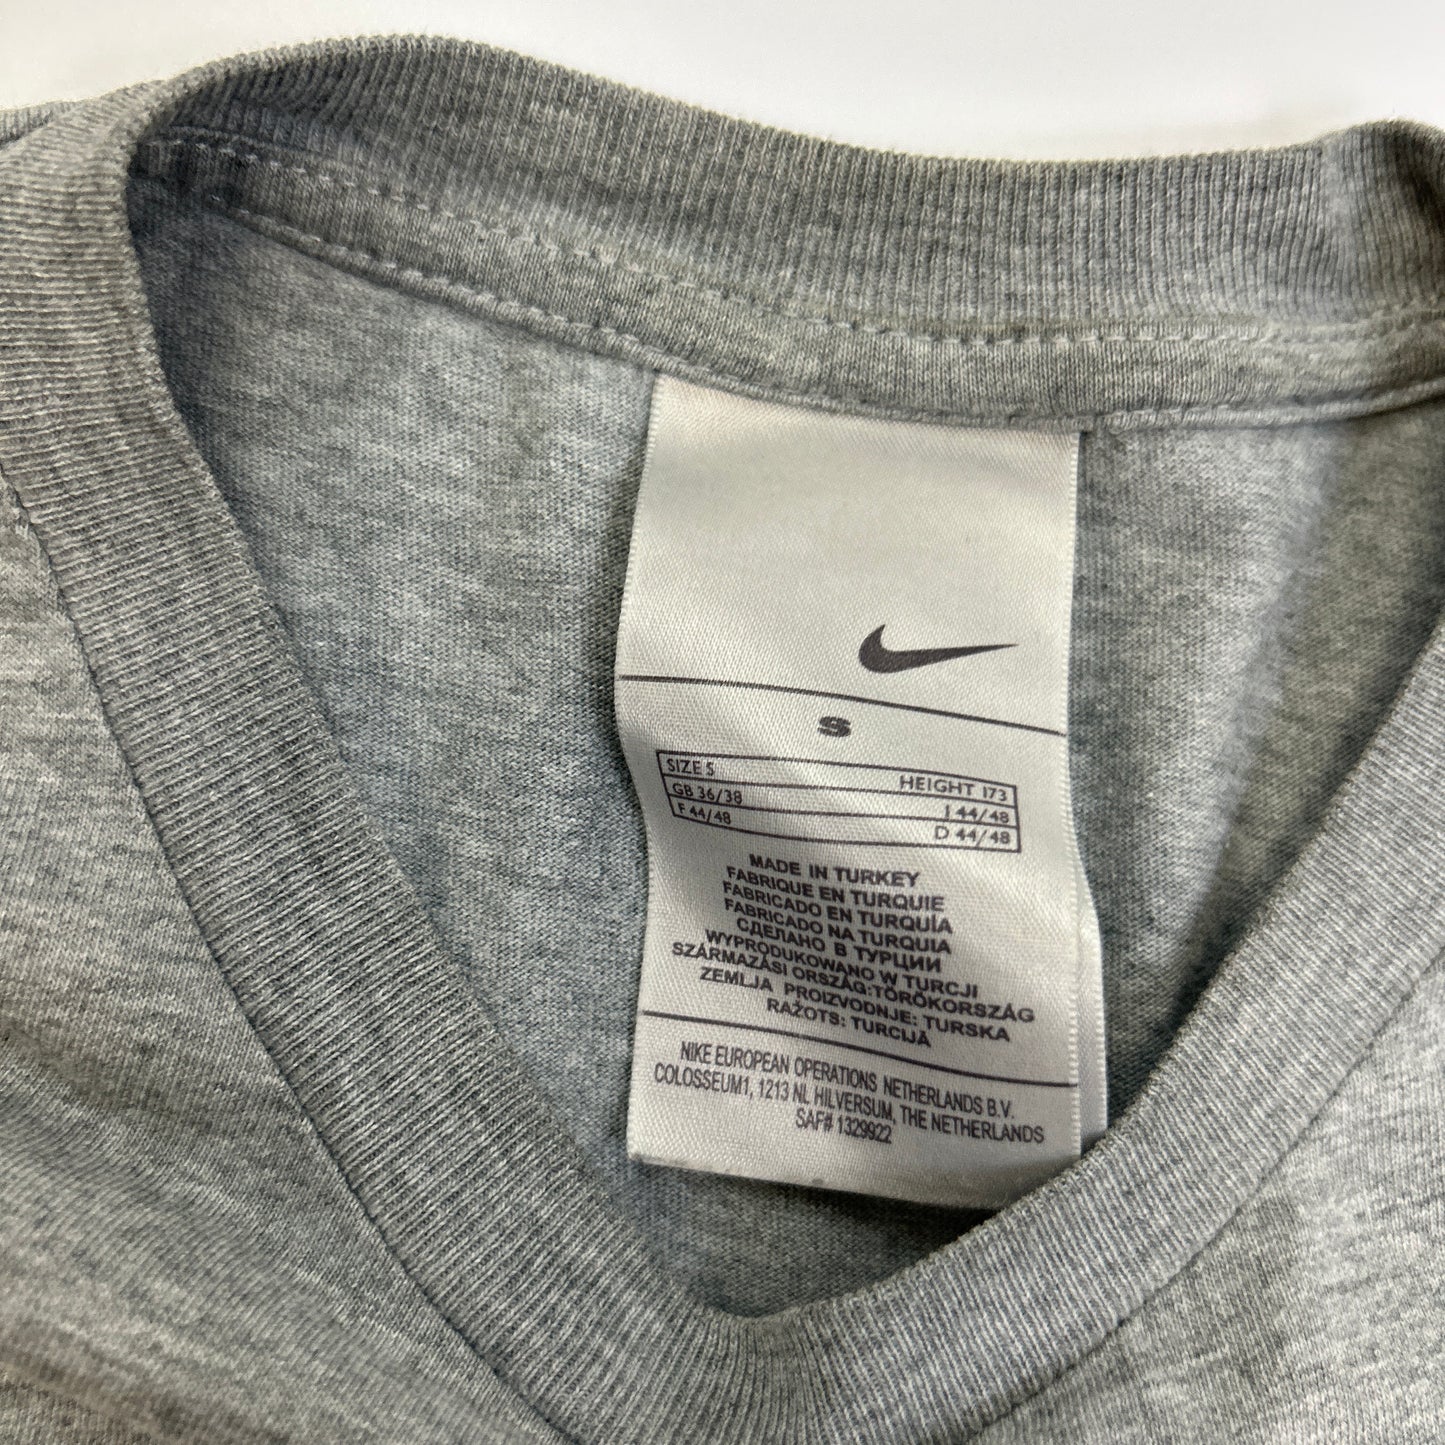 S
SIZE S HEIGHT 173
GB 36/38 I 44/48
F 44/48 D 44/48
MADE IN TURKEY
FABRIQUE EN TURQUIE
FABRICADO EN TURQUÍA
FABRICADO NA TURQUIA
СДЕЛАНО В ТУРЦИИ
WYPRODUKOWANO W TURCJI
SZÁRMAZÁSI ORSZÁG:TÖRÖKORSZÁG
ZEMLJA PROIZVODNJE: TURSKA
RAŽOTS: TURCIJĀ
NIKE EUROPEAN OPERATIONS NETHERLANDS B.V.
COLOSSEUM1, 1213 NL HILVERSUM, THE NETHERLANDS
SAF# 1329922